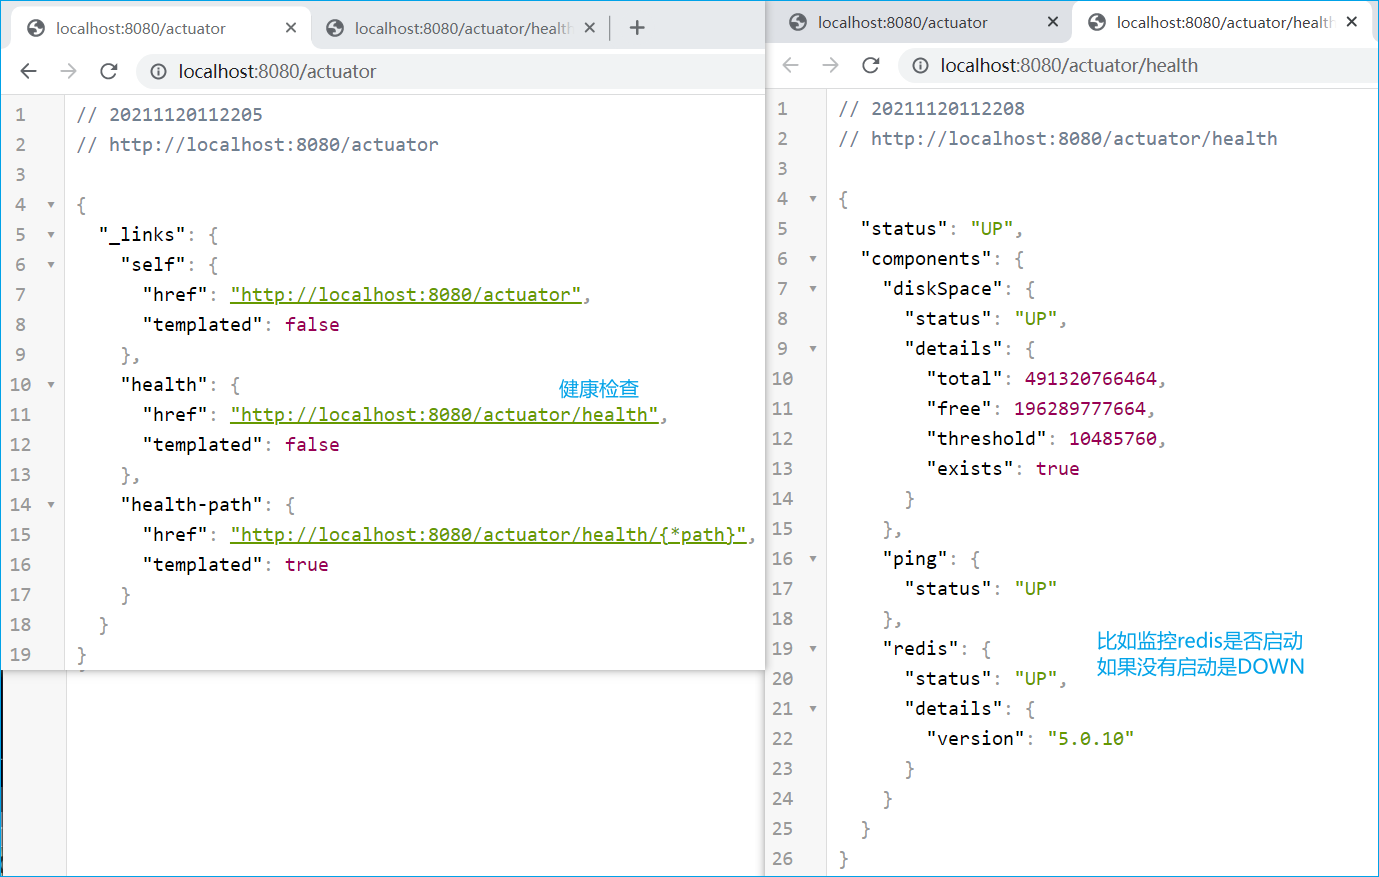 localhost:8080/actuator
localhost:8080/actuator/healt
localhost:8080/actuator
1 // 20211120112205
2 // http://localhost:8080/actuator
3
4 {
5 "_links": {
6 "self": {
7 "href": "http://localhost:8080/actuator",
8 "templated": false
9 },
10 "health": {
健康检查
11 "href": "http://localhost:8080/actuator/health",
12 "templated": false
13 },
14 "health-path": {
15 "href": "http://localhost:8080/actuator/health/{*path}",
16 "templated": true
17 }
18 }
19 }
localhost:8080/actuator
localhost:8080/actuator/healt
localhost:8080/actuator/health
1 // 20211120112208
2 // http://localhost:8080/actuator/health
3
4 {
5 "status": "UP",
6 "components": {
7 "diskSpace": {
8 "status": "UP",
9 "details": {
10 "total": 491320766464,
11 "free": 196289777664,
12 "threshold": 10485760,
13 "exists": true
14 }
15 },
16 "ping": {
17 "status": "UP"
18 },
19 "redis": {
比如监控redis是否启动
如果没有启动是DOWN
20 "status": "UP",
21 "details": {
22 "version": "5.0.10"
23 }
24 }
25 }
26 }